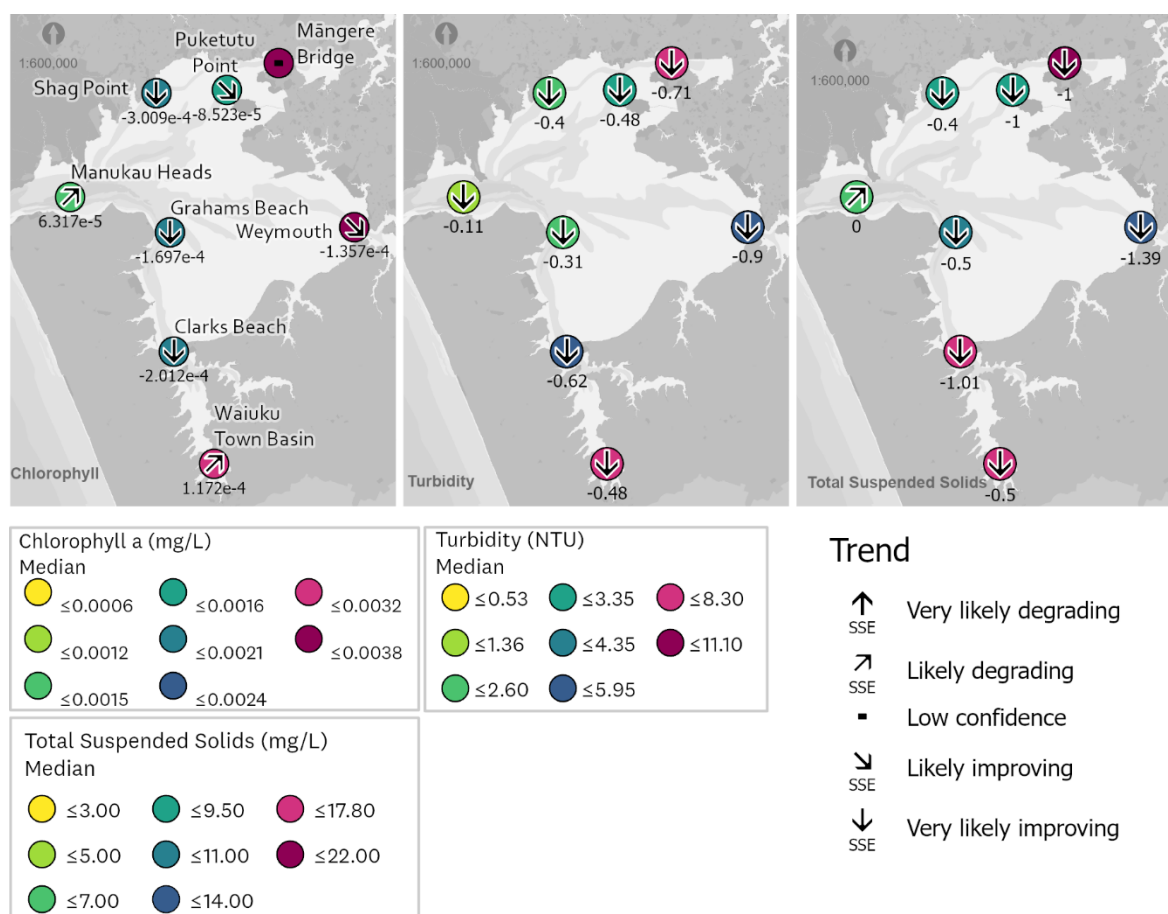 1:600,000
Puketutu
Point
Māngere
Bridge
Shag Point
-3.009e-4
-8.523e-5
Manukau Heads
6.317e-5
Grahams Beach
Weymouth
-1.697e-4
-1.357e-4
Clarks Beach
-2.012e-4
Waiuku
Town Basin
1.172e-4
Chlorophyll
1:600,000
-0.4
-0.48
-0.71
-0.11
-0.31
-0.9
-0.62
-0.48
Turbidity
1:600,000
-0.4
-1
-1
0
-0.5
-1.39
-1.01
-0.5
Total Suspended Solids
Chlorophyll a (mg/L)
Median
≤0.0006 ≤0.0016 ≤0.0032
≤0.0012 ≤0.0021 ≤0.0038
≤0.0015 ≤0.0024
Turbidity (NTU)
Median
≤0.53 ≤3.35 ≤8.30
≤1.36 ≤4.35 ≤11.10
≤2.60 ≤5.95
Total Suspended Solids (mg/L)
Median
≤3.00 ≤9.50 ≤17.80
≤5.00 ≤11.00 ≤22.00
≤7.00 ≤14.00
Trend
SSE Very likely degrading
SSE Likely degrading
Low confidence
SSE Likely improving
SSE Very likely improving